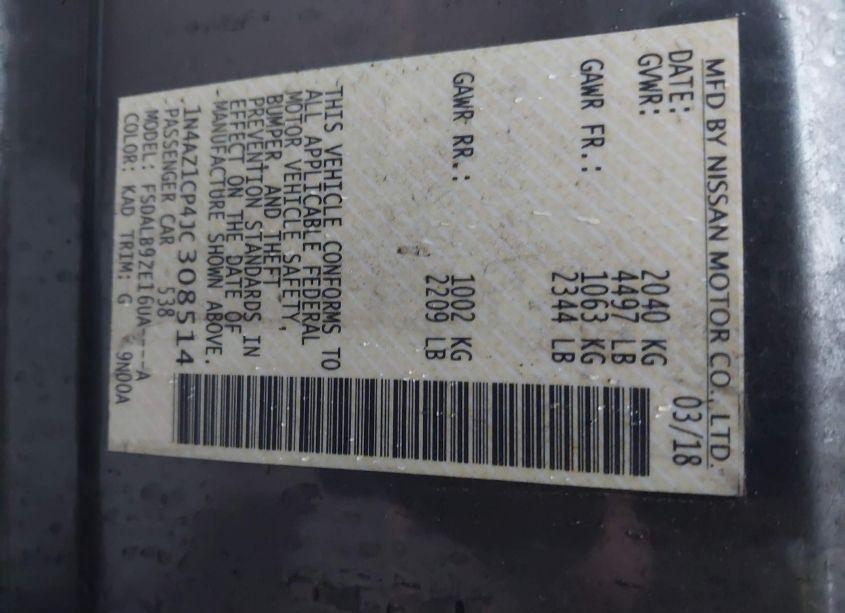 MFD BY NISSAN MOTOR CO., LTD.
DATE: 03/18
GVWR: 2040 KG
4497 LB
GAWR FR.: 1063 KG
2344 LB
GAWR RR.: 1002 KG
2209 LB
THIS VEHICLE CONFORMS TO
ALL APPLICABLE FEDERAL
MOTOR VEHICLE SAFETY,
BUMPER, AND THEFT
PREVENTION STANDARDS IN
EFFECT ON THE DATE OF
MANUFACTURE SHOWN ABOVE.
1N4AZ1CP4JC308514
PASSENGER CAR 538
MODEL: FSDALB9ZE16UA----A
COLOR: KAD TRIM: G 9N00A